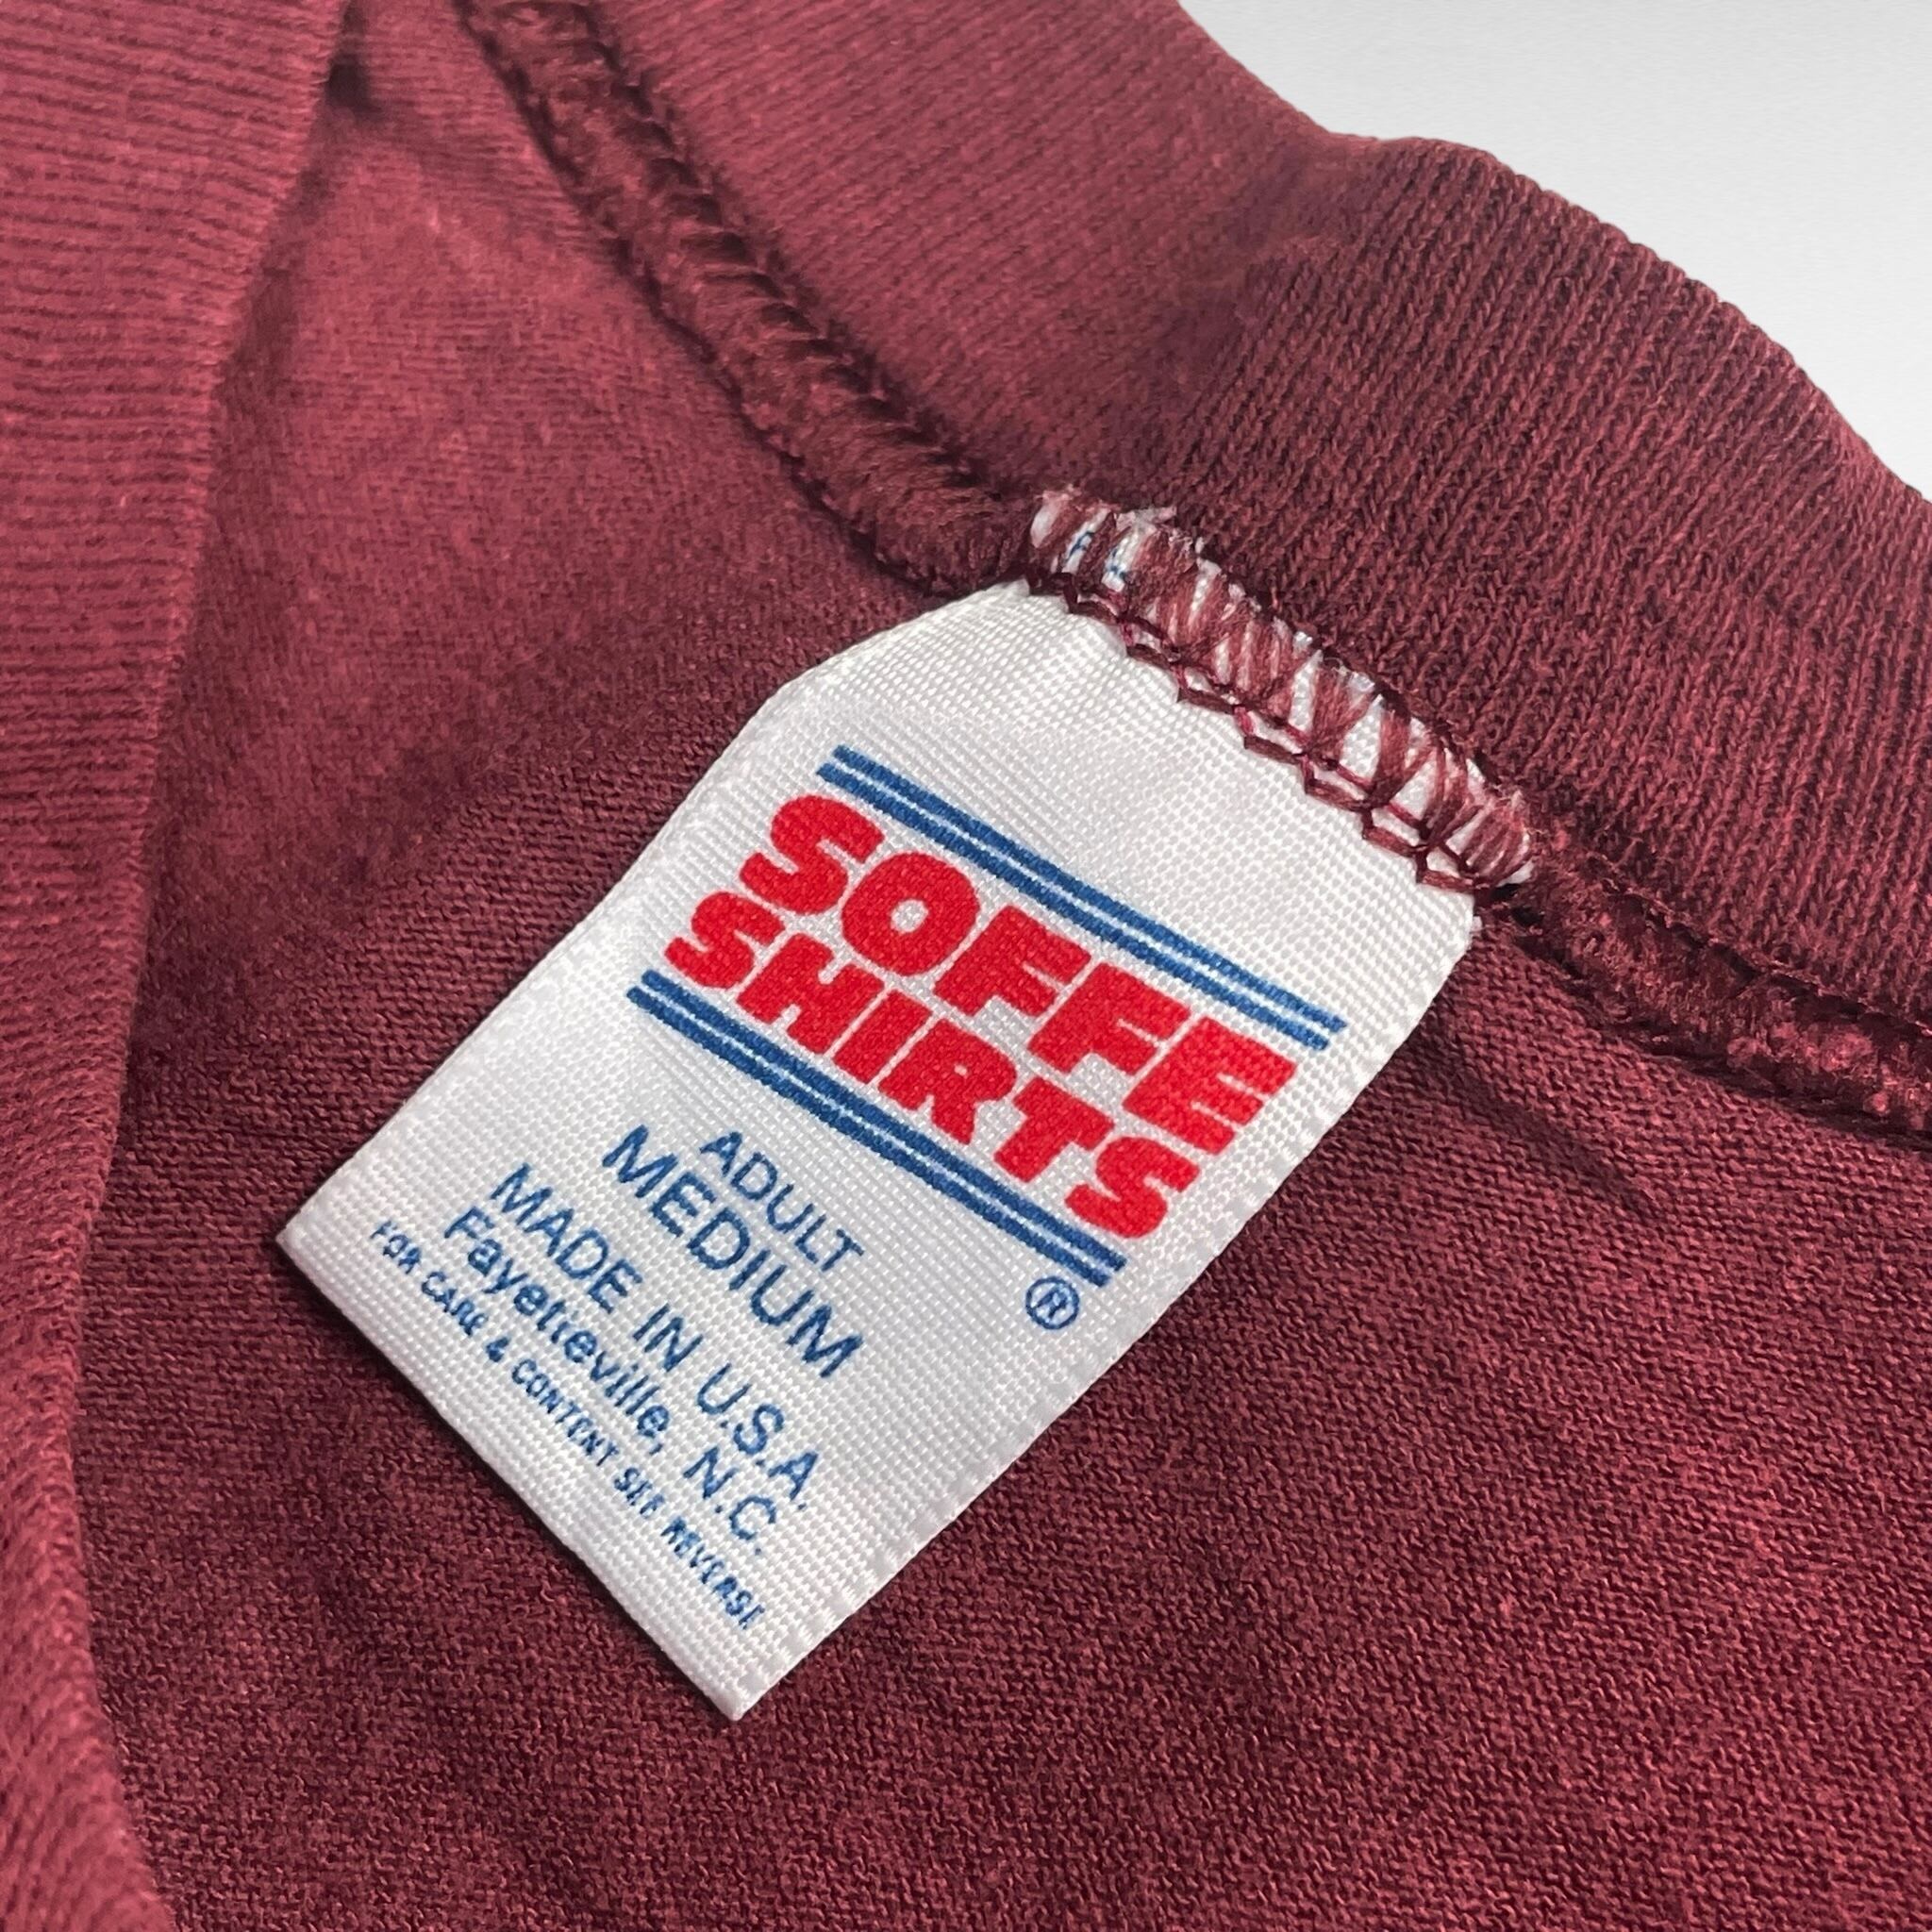 SOFFE
SHIRTS
®
ADULT
MEDIUM
MADE IN U.S.A.
Fayetteville, N.C.
FOR CARE & CONTENT SEE REVERSE